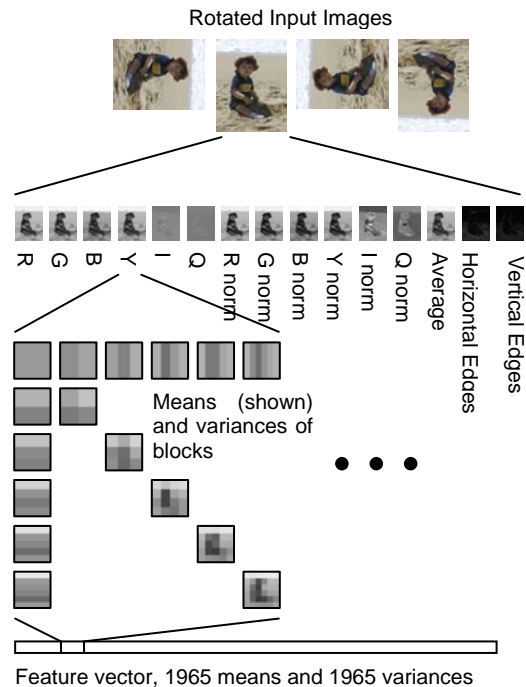 Rotated Input Images
R
G
B
Y
I
Q
R norm
G norm
B norm
Y norm
I norm
Q norm
Average
Horizontal Edges
Vertical Edges
Means (shown)
and variances of
blocks
Feature vector, 1965 means and 1965 variances